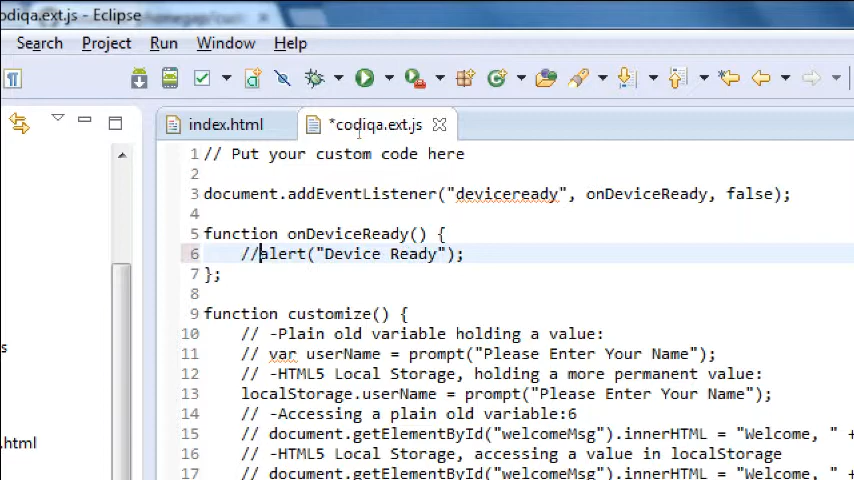 codiqa.ext.js - Eclipse
Search Project Run Window Help
index.html *codiqa.ext.js
1 // Put your custom code here
2
3 document.addEventListener("deviceready", onDeviceReady, false);
4
5 function onDeviceReady() {
6 //alert("Device Ready");
7 };
8
9 function customize() {
10 // -Plain old variable holding a value:
11 // var userName = prompt("Please Enter Your Name");
12 // -HTML5 Local Storage, holding a more permanent value:
13 localStorage.userName = prompt("Please Enter Your Name");
14 // -Accessing a plain old variable:6
15 // document.getElementById("welcomeMsg").innerHTML = "Welcome, " +
16 // -HTML5 Local Storage, accessing a value in localStorage
17 // document.getElementById("welcomeMsg").innerHTML = "Welcome, " +
s
.html